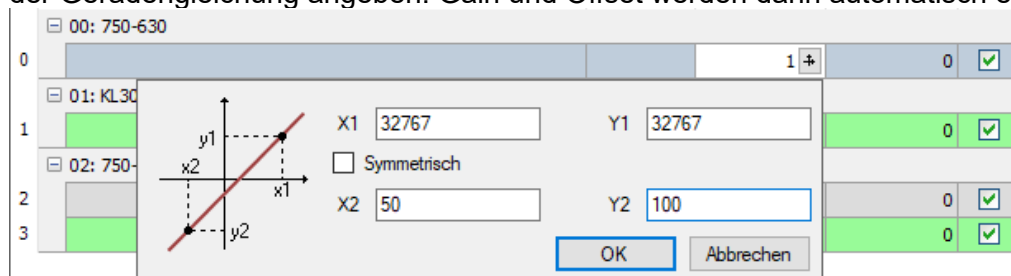 der Geradengleichung angeben. Gain und Offset werden dann automatisch
00: 750-630
0 1 0
01: KL30
y1 X1 32767 Y1 32767
1 0
x2 Symmetrisch
02: 750-
x1
2 X2 50 Y2 100 0
3 y2 0
OK Abbrechen